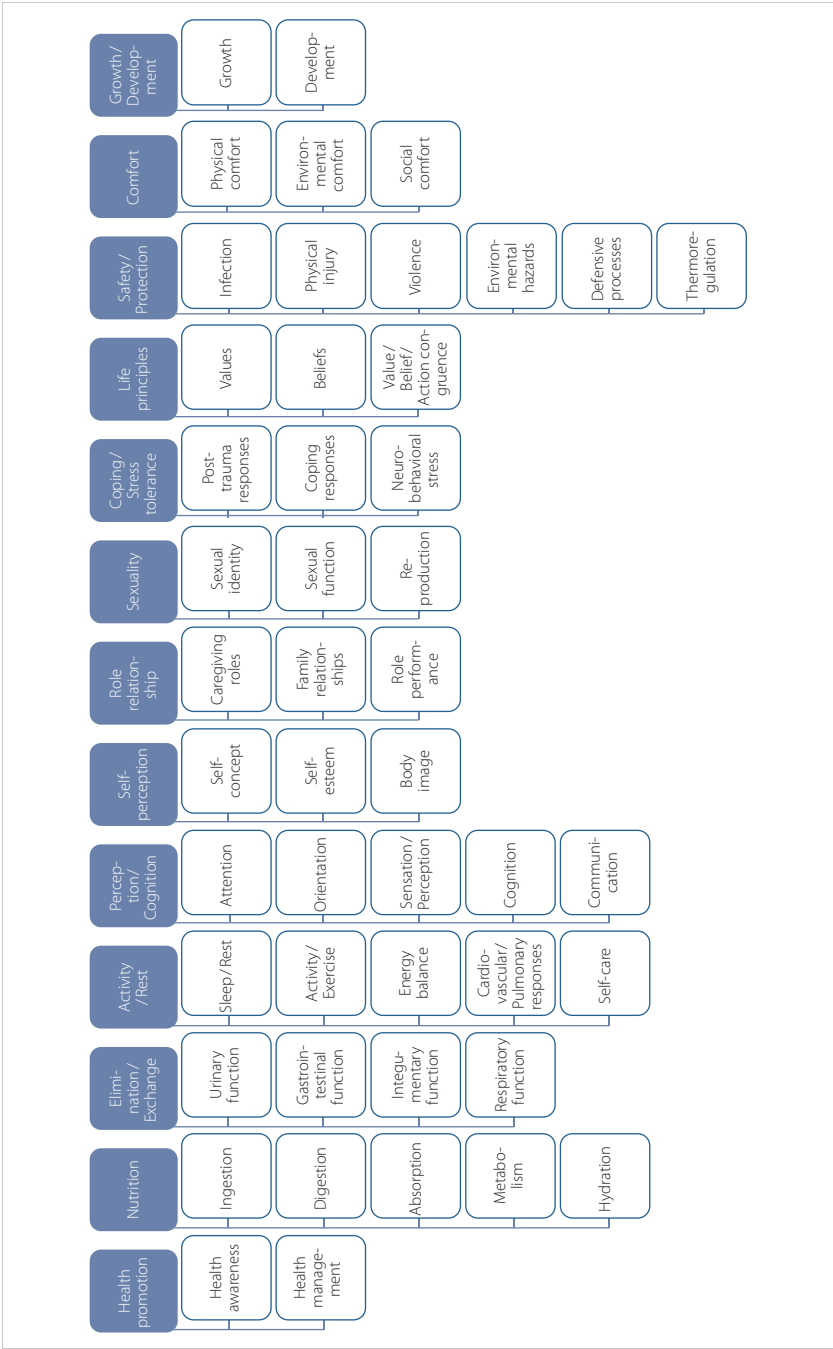 Health
promotion
Health
awareness
Health
manage-
ment
Nutrition
Ingestion
Digestion
Absorption
Metabo-
lism
Hydration
Elimi-
nation/
Exchange
Urinary
function
Gastroin-
testinal
function
Integu-
mentary
function
Respiratory
function
Activity
/Rest
Sleep/Rest
Activity/
Exercise
Energy
balance
Cardio-
vascular/
Pulmonary
responses
Self-care
Percep-
tion/
Cognition
Attention
Orientation
Sensation/
Perception
Cognition
Communi-
cation
Self-
perception
Self-
concept
Self-
esteem
Body
image
Role
relation-
ship
Caregiving
roles
Family
relation-
ships
Role
perform-
ance
Sexuality
Sexual
identity
Sexual
function
Re-
production
Coping/
Stress
tolerance
Post-
trauma
responses
Coping
responses
Neuro-
behavioral
stress
Life
principles
Values
Beliefs
Value/
Belief/
Action con-
gruence
Safety/
Protection
Infection
Physical
injury
Violence
Environ-
mental
hazards
Defensive
processes
Thermore-
gulation
Comfort
Physical
comfort
Environ-
mental
comfort
Social
comfort
Growth/
Develop-
ment
Growth
Develop-
ment